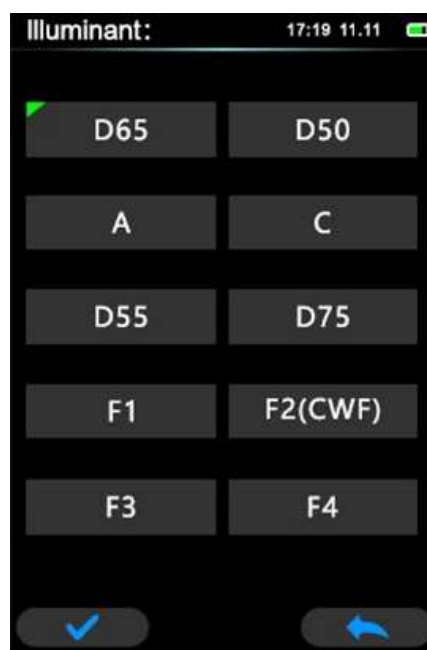 Illuminant: 17:19 11.11
D65 D50
A C
D55 D75
F1 F2(CWF)
F3 F4